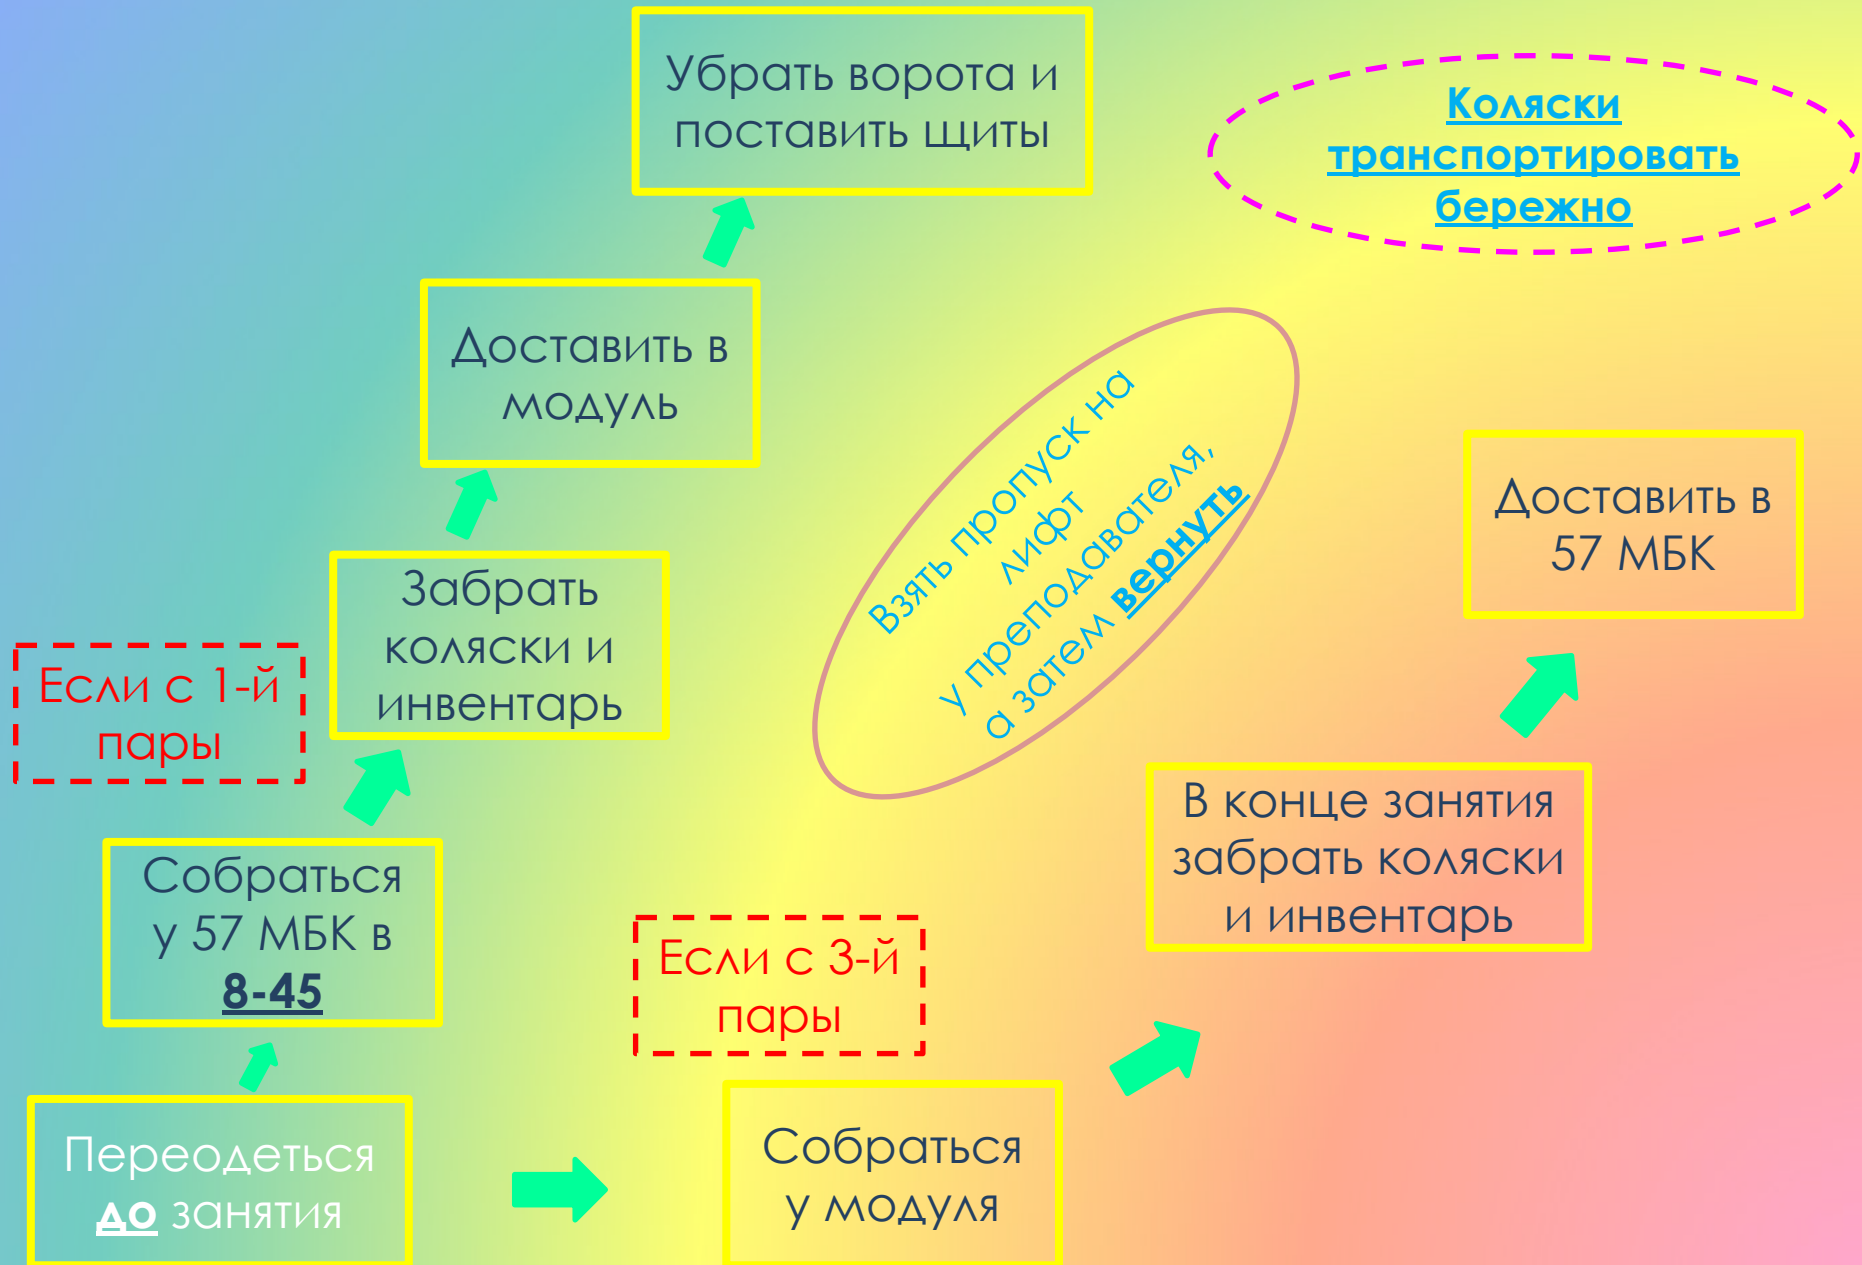 Убрать ворота и
поставить щиты
Коляски
транспортировать
бережно
Доставить в
модуль
Взять пропуск на
лифт
у преподавателя,
а затем вернуть
Доставить в
57 МБК
Забрать
коляски и
инвентарь
Если с 1-й
пары
В конце занятия
забрать коляски
и инвентарь
Собраться
у 57 МБК в
8-45
Если с 3-й
пары
Переодеться
до занятия
Собраться
у модуля